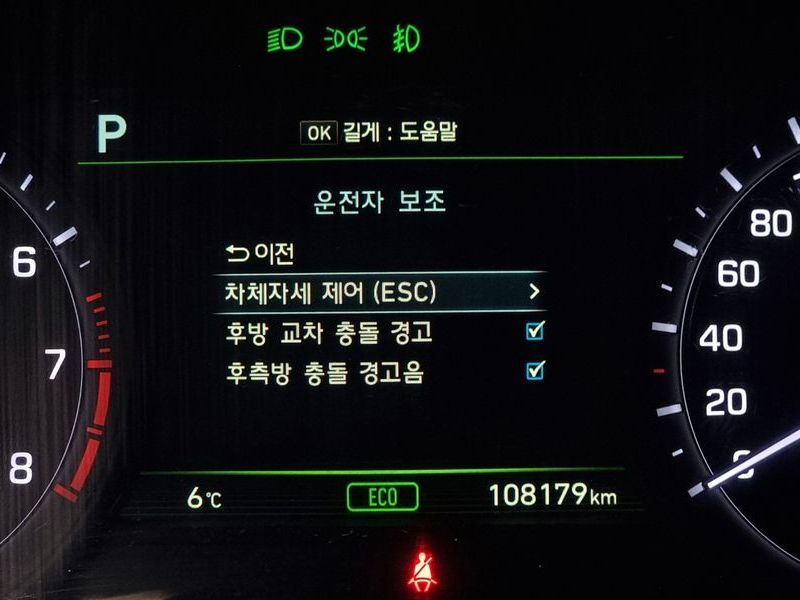 P
OK 길게 : 도움말
운전자 보조
이전
차체자세 제어 (ESC) >
후방 교차 충돌 경고
후측방 충돌 경고음
6℃ ECO 108179km
6
7
8
80
60
40
20
0